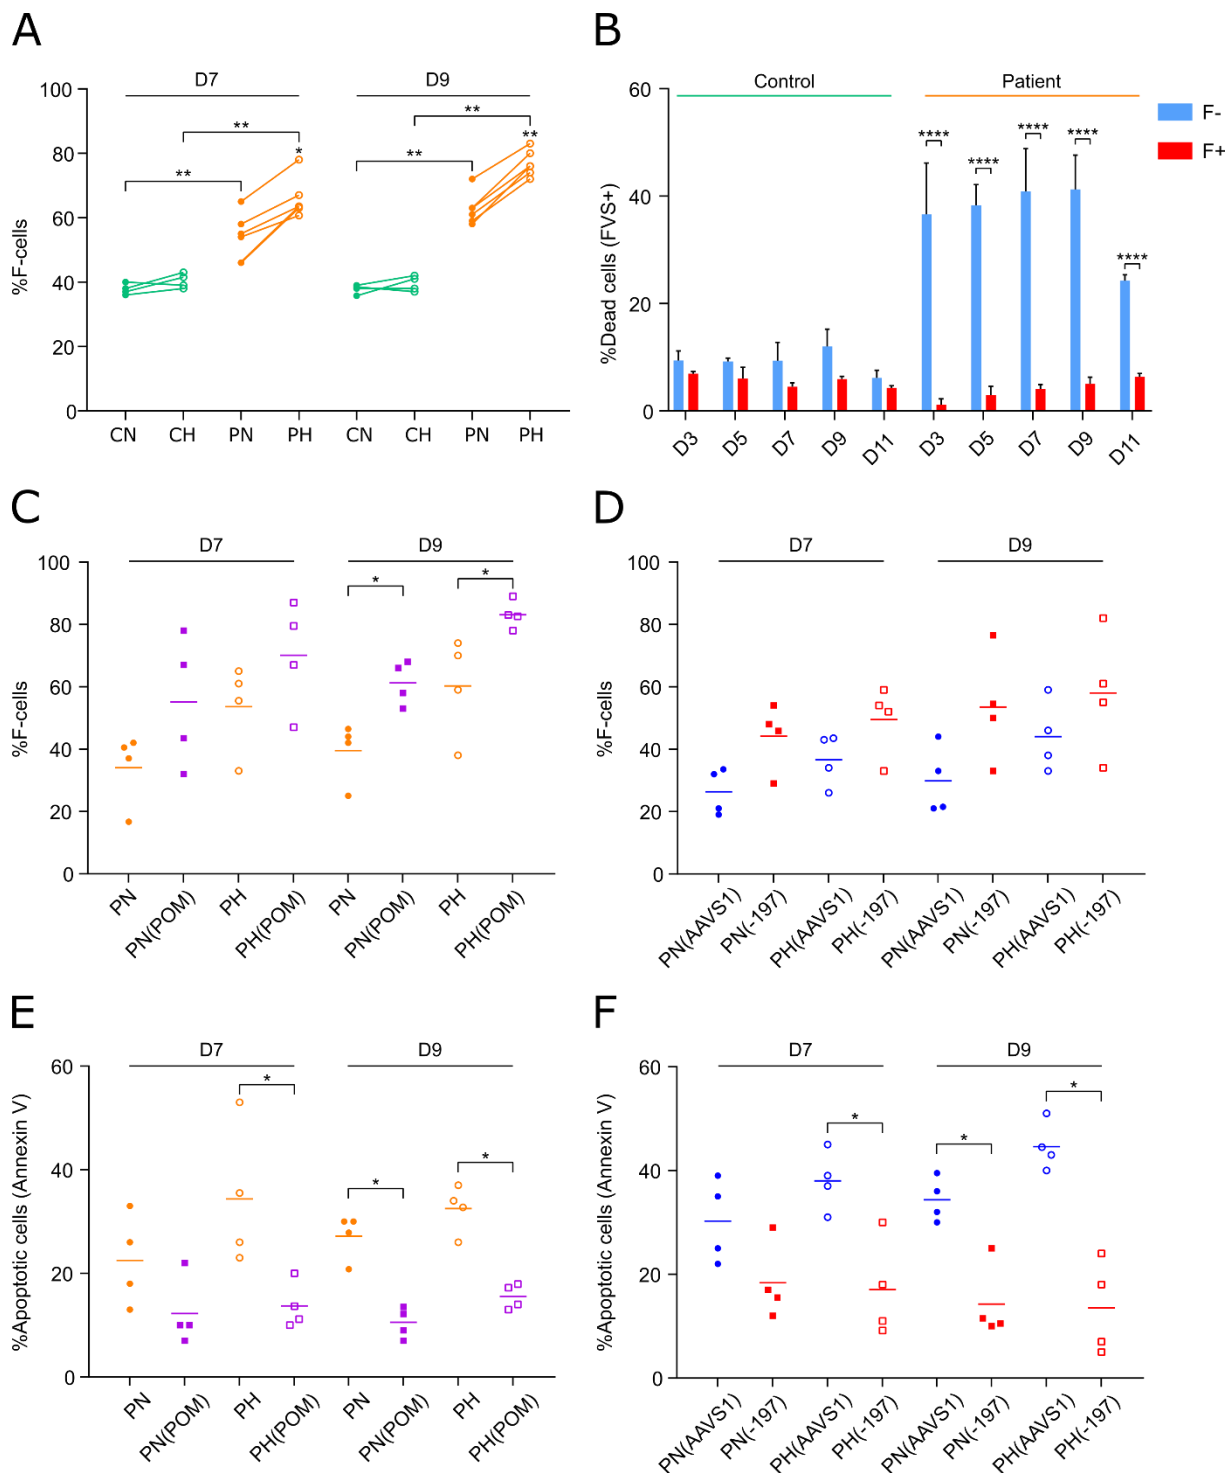 A
D7
D9
%F-cells
100
80
60
40
20
0
**
**
*
**
**
**
CN
CH
PN
PH
CN
CH
PN
PH
B
Control
Patient
F-
F+
%Dead cells (FVS+)
60
40
20
0
****
****
****
****
****
D3
D5
D7
D9
D11
D3
D5
D7
D9
D11
C
D7
D9
%F-cells
100
80
60
40
20
0
*
*
PN
PN(POM)
PH
PH(POM)
PN
PN(POM)
PH
PH(POM)
D
D7
D9
%F-cells
100
80
60
40
20
0
PN(AAVS1)
PN(-197)
PH(AAVS1)
PH(-197)
PN(AAVS1)
PN(-197)
PH(AAVS1)
PH(-197)
E
D7
D9
%Apoptotic cells (Annexin V)
60
40
20
0
*
*
*
PN
PN(POM)
PH
PH(POM)
PN
PN(POM)
PH
PH(POM)
F
D7
D9
%Apoptotic cells (Annexin V)
60
40
20
0
*
*
*
PN(AAVS1)
PN(-197)
PH(AAVS1)
PH(-197)
PN(AAVS1)
PN(-197)
PH(AAVS1)
PH(-197)